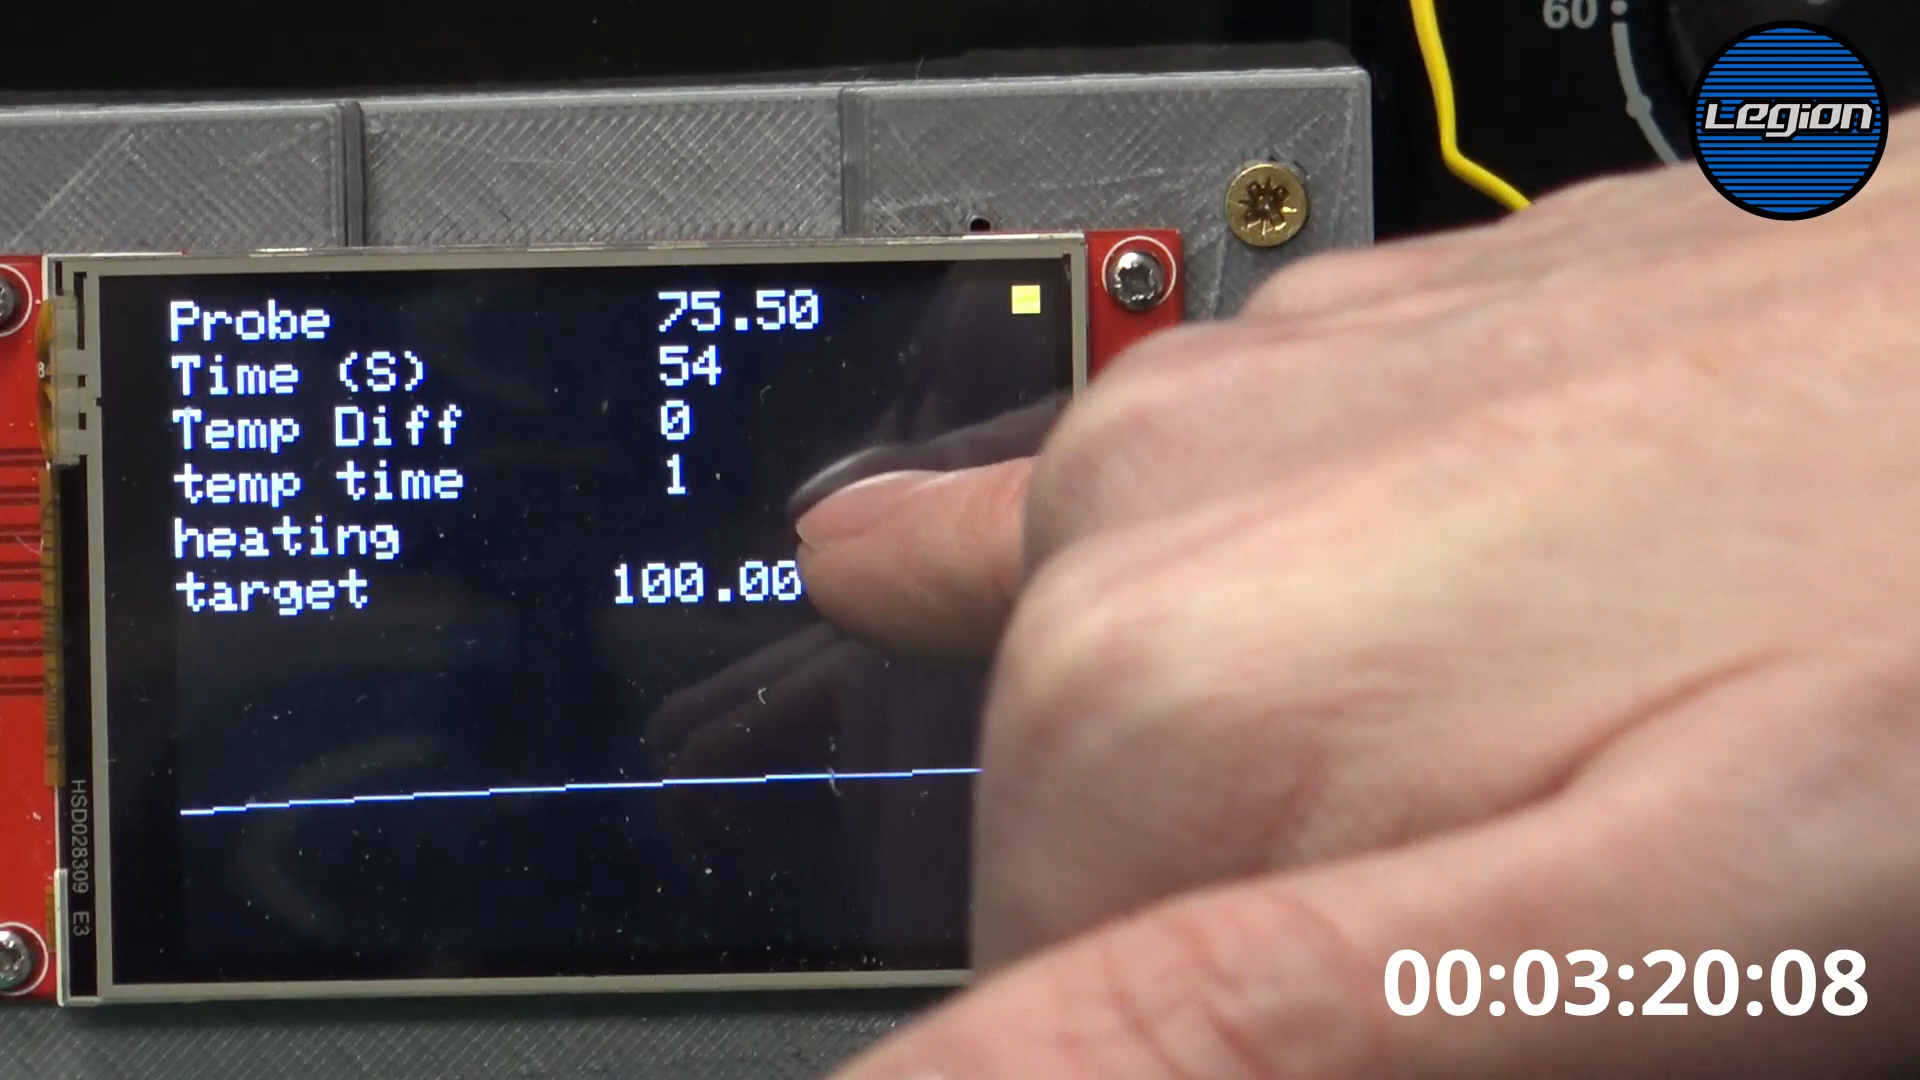 60
Legion
Probe 75.50
Time (S) 54
Temp Diff 0
temp time 1
heating
target 100.00
HSD028309 E3
00:03:20:08